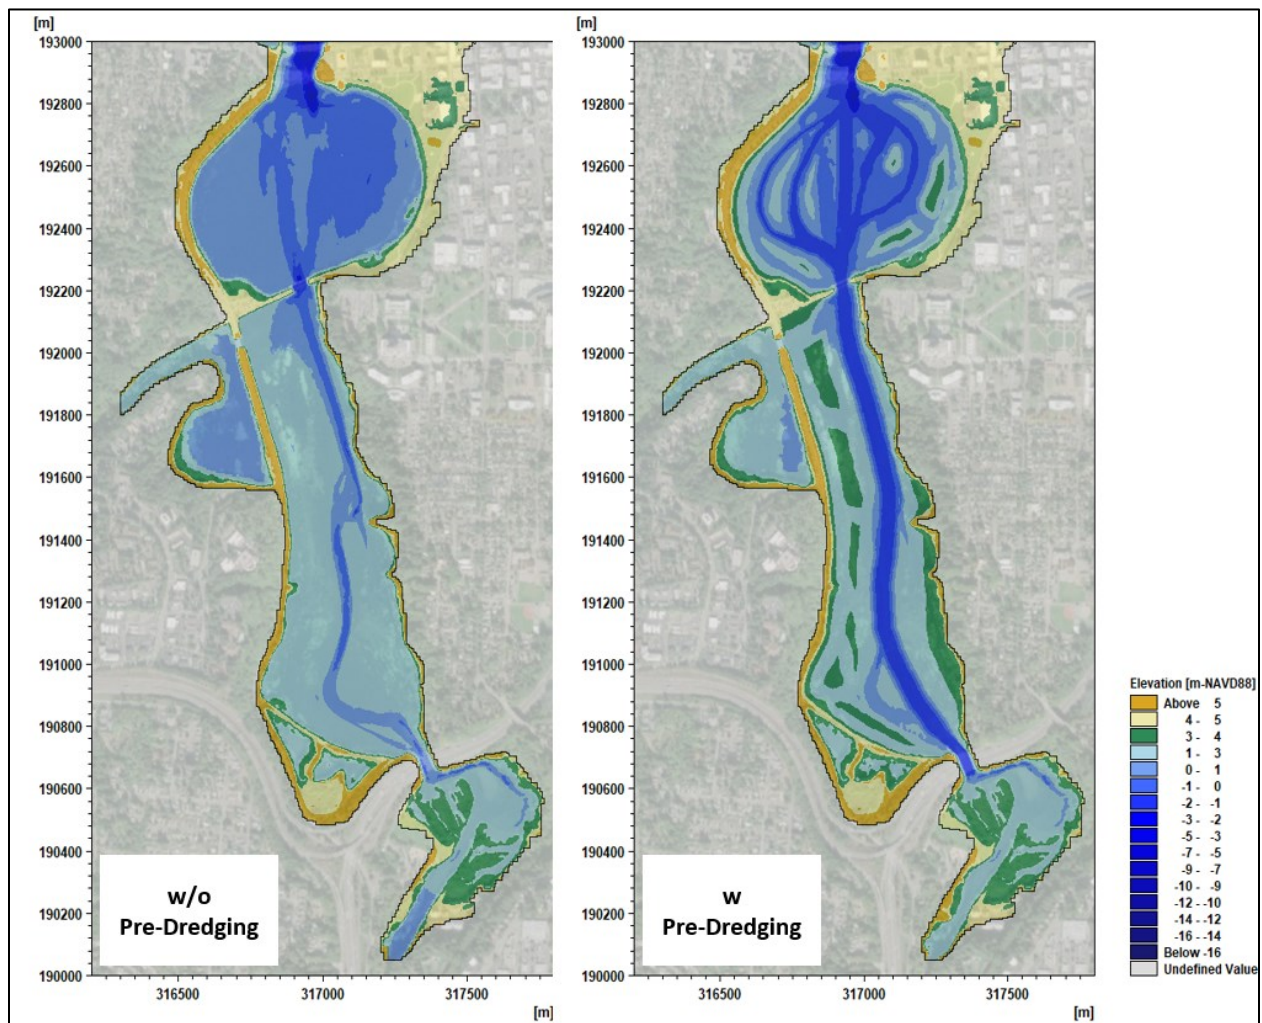 [m]
193000
192800
192600
192400
192200
192000
191800
191600
191400
191200
191000
190800
190600
190400
190200
190000
w/o
Pre-Dredging
316500 317000 317500
[m]
[m]
193000
192800
192600
192400
192200
192000
191800
191600
191400
191200
191000
190800
190600
190400
190200
190000
w
Pre-Dredging
316500 317000 317500
[m]
Elevation [m-NAVD88]
Above 5
4 - 5
3 - 4
1 - 3
0 - 1
-1 - 0
-2 - -1
-3 - -2
-5 - -3
-7 - -5
-9 - -7
-10 - -9
-12 - -10
-14 - -12
-16 - -14
Below -16
Undefined Value